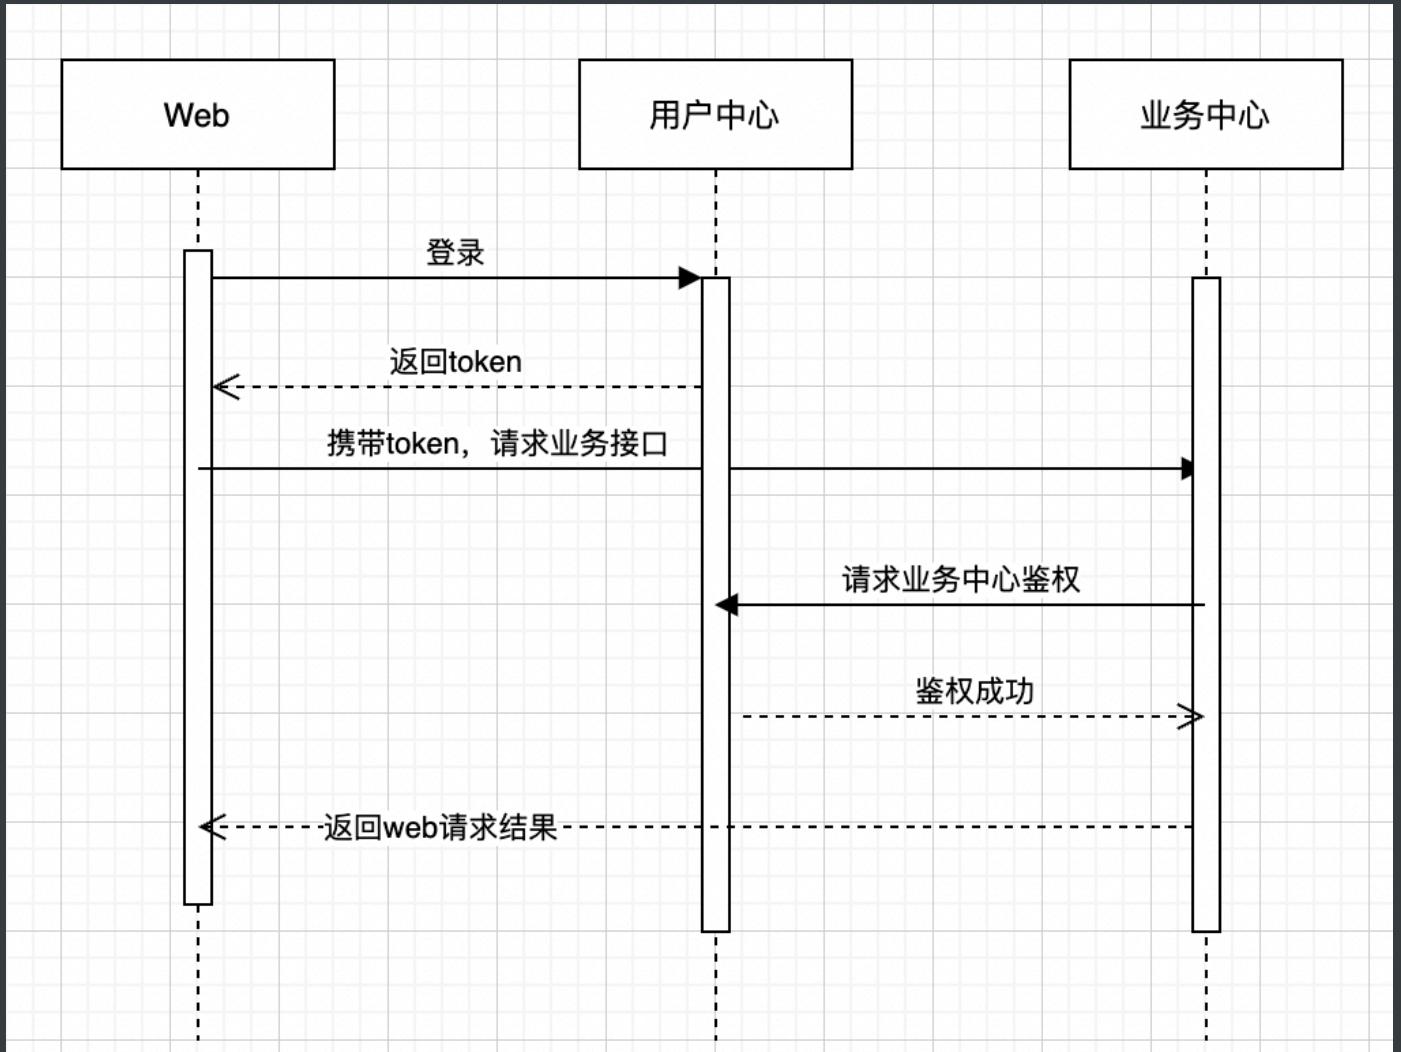 Web
用户中心
业务中心
登录
返回token
携带token，请求业务接口
请求业务中心鉴权
鉴权成功
返回web请求结果